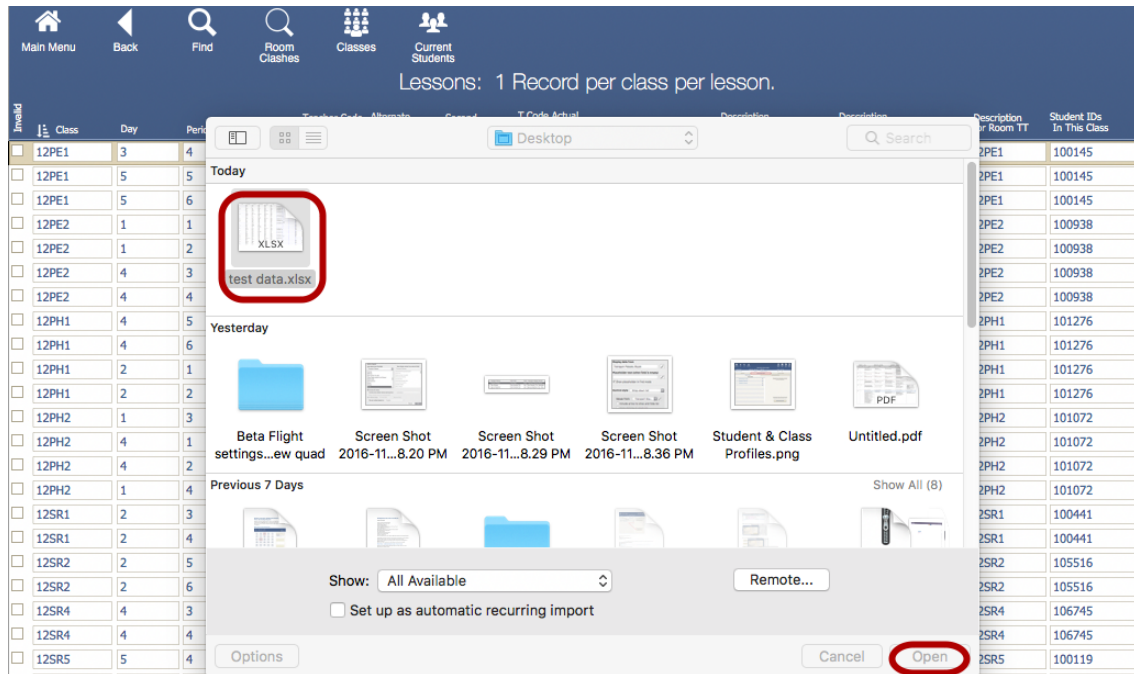 Main Menu Back Find Room Clashes Classes Current Students
Lessons: 1 Record per class per lesson.
Invalid Class Day Perio Teacher Code Alternate Second T Code Actual Description Description Description or Room TT Student IDs In This Class
Desktop Search
12PE1 3 4 2PE1 100145
Today
12PE1 5 5 2PE1 100145
12PE1 5 6 2PE1 100145
12PE2 1 1 2PE2 100938
XLSX
12PE2 1 2 2PE2 100938
12PE2 4 3 test data.xlsx 2PE2 100938
12PE2 4 4 2PE2 100938
12PH1 4 5 2PH1 101276
Yesterday
12PH1 4 6 2PH1 101276
12PH1 2 1 2PH1 101276
12PH1 2 2 PDF 2PH1 101276
12PH2 1 3 2PH2 101072
12PH2 4 1 Beta Flight settings...ew quad Screen Shot 2016-11...8.20 PM Screen Shot 2016-11...8.29 PM Screen Shot 2016-11...8.36 PM Student & Class Profiles.png Untitled.pdf 2PH2 101072
12PH2 4 2 2PH2 101072
12PH2 1 4 Previous 7 Days Show All (8) 2PH2 101072
12SR1 2 3 2SR1 100441
12SR1 2 4 2SR1 100441
12SR2 2 5 2SR2 105516
Show: All Available Remote...
12SR2 2 6 2SR2 105516
12SR4 4 3 Set up as automatic recurring import 2SR4 106745
12SR4 4 4 2SR4 106745
12SR5 5 4 Options Cancel Open 2SR5 100119